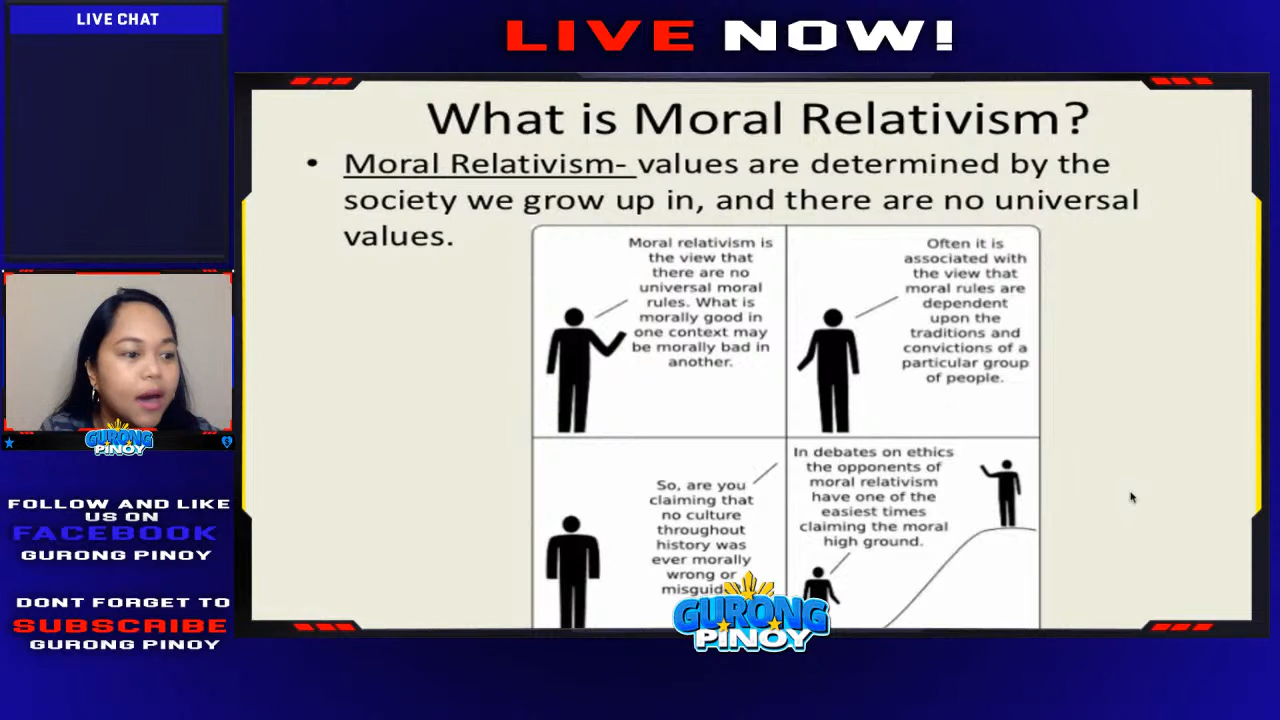 LIVE CHAT
LIVE NOW!
What is Moral Relativism?
• Moral Relativism- values are determined by the
society we grow up in, and there are no universal
values.
Moral relativism is
the view that
there are no
universal moral
rules. What is
morally good in
one context may
be morally bad in
another.
Often it is
associated with
the view that
moral rules are
dependent
upon the
traditions and
convictions of a
particular group
of people.
So, are you
claiming that
no culture
throughout
history was
ever morally
wrong or
In debates on ethics
the opponents of
moral relativism
have one of the
easiest times
claiming the moral
high ground.
GURONG
PINOY
FOLLOW AND LIKE
US ON
FACEBOOK
GURONG PINOY
DONT FORGET TO
SUBSCRIBE
GURONG PINOY
GURONG
PINOY